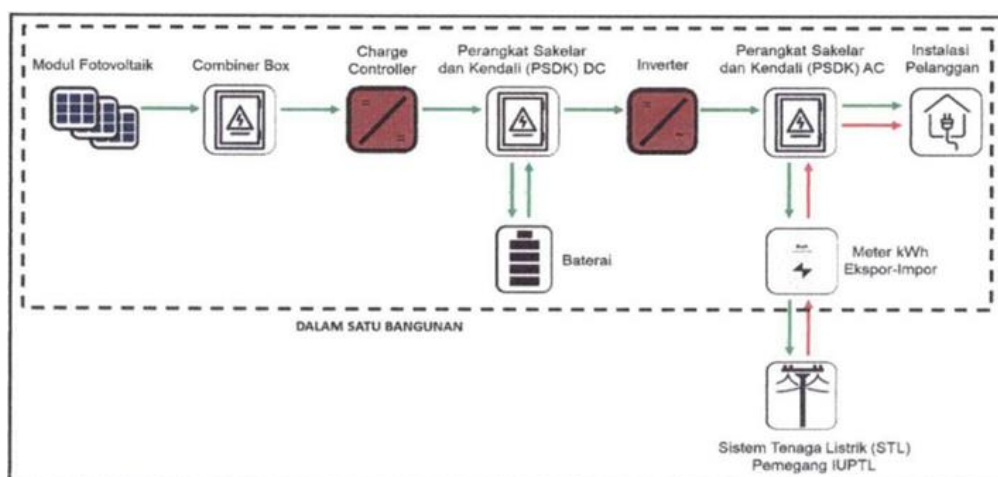 Modul Fotovoltaik
Combiner Box
Charge
Controller
Perangkat Sakelar
dan Kendali (PSDK) DC
Inverter
Perangkat Sakelar
dan Kendali (PSDK) AC
Instalasi
Pelanggan
Baterai
Meter kWh
Ekspor-Impor
DALAM SATU BANGUNAN
Sistem Tenaga Listrik (STL)
Pemegang IUPTL